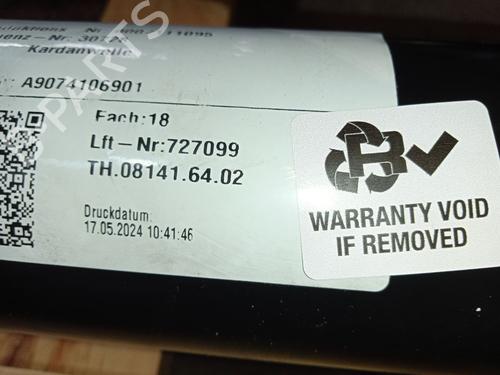 Kardanwelle
A9074106901
Fach:18
Lft-Nr:727099
TH.08141.64.02
Druckdatum:
17.05.2024 10:41:46
WARRANTY VOID
IF REMOVED